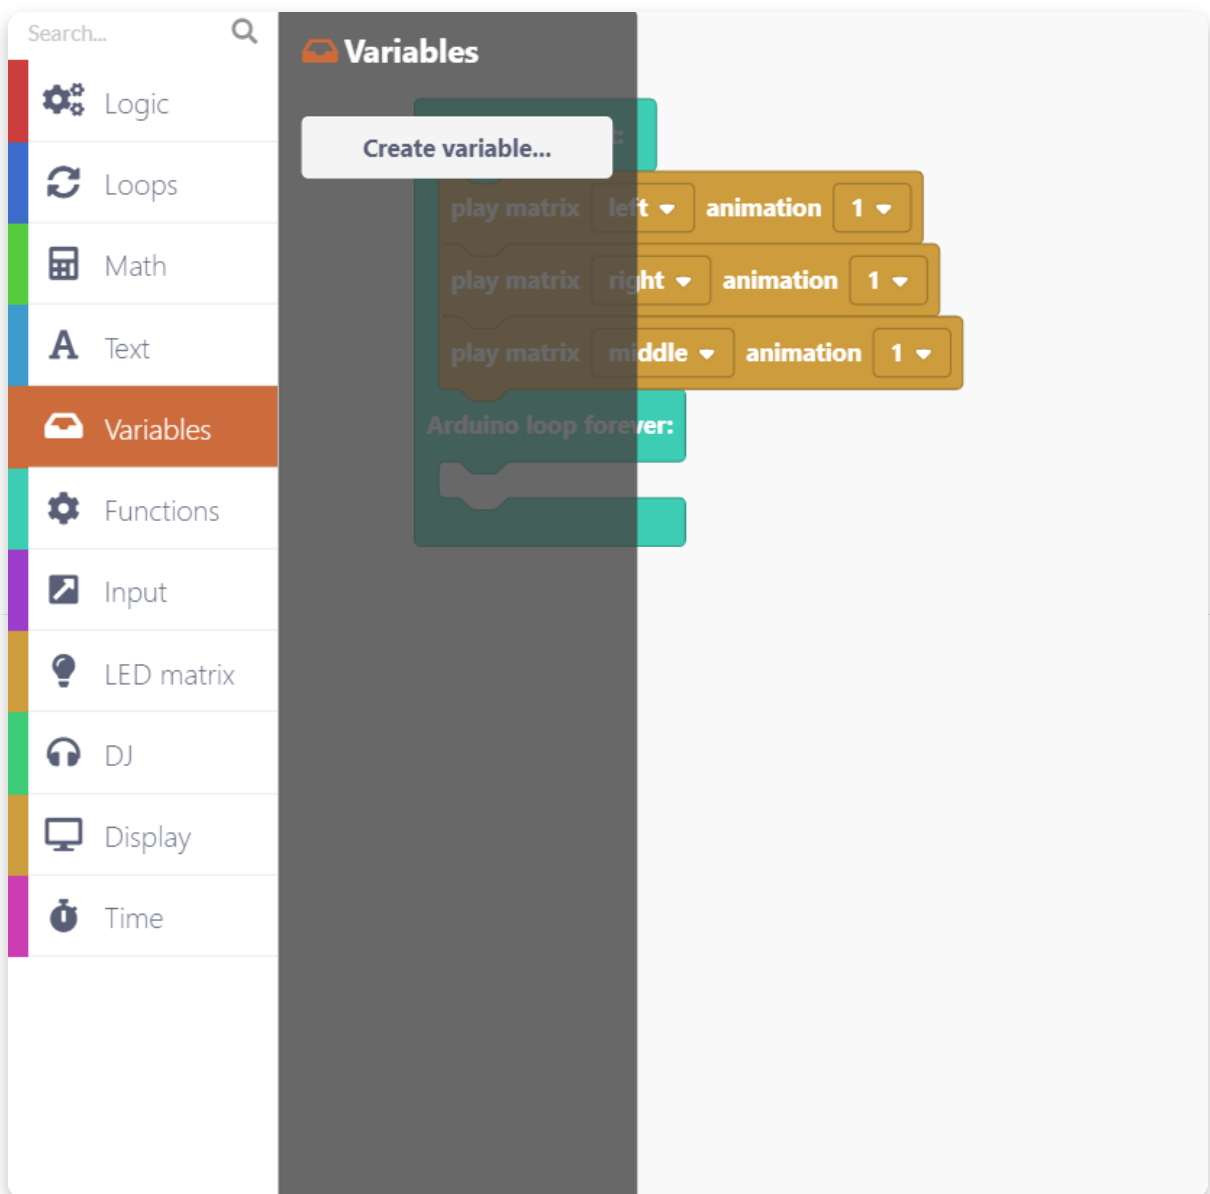 Search...
Logic
Loops
Math
Text
Variables
Functions
Input
LED matrix
DJ
Display
Time
Variables
Create variable...
:
play matrix left animation 1
play matrix right animation 1
play matrix middle animation 1
Arduino loop forever: